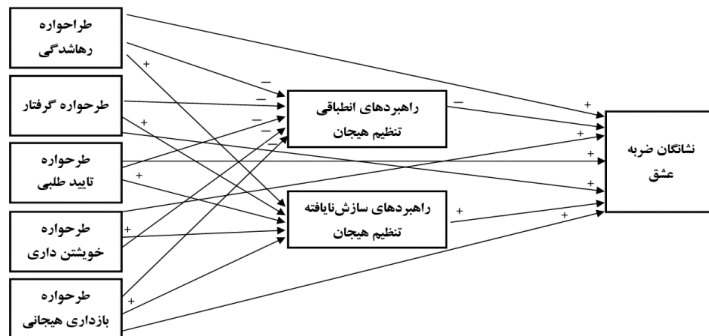 طراحواره
رهاشدگی
طرحواره گرفتار
طرحواره
تایید طلبی
طرحواره
خویشتن داری
طرحواره
بازداری هیجانی
راهبردهای انطباقی
تنظیم هیجان
راهبردهای سازش‌نایافته
تنظیم هیجان
نشانگان ضربه
عشق